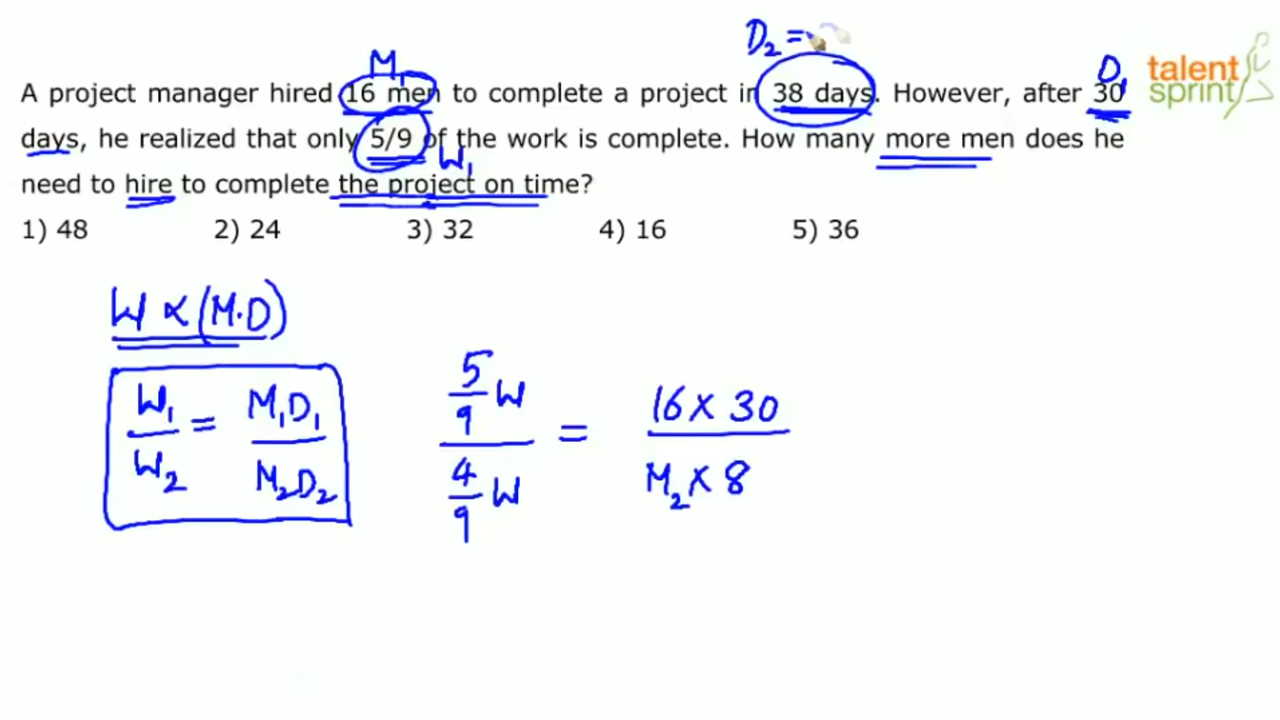 D₂ =
M₁
D₁
talent
sprint
A project manager hired 16 men to complete a project in 38 days. However, after 30
days, he realized that only 5/9 of the work is complete. How many more men does he
W₁
need to hire to complete the project on time?
1) 48 2) 24 3) 32 4) 16 5) 36
W ∝ (M·D)
W₁/W₂ = M₁D₁/M₂D₂
5/9 W / 4/9 W = 16 × 30 / M₂ × 8